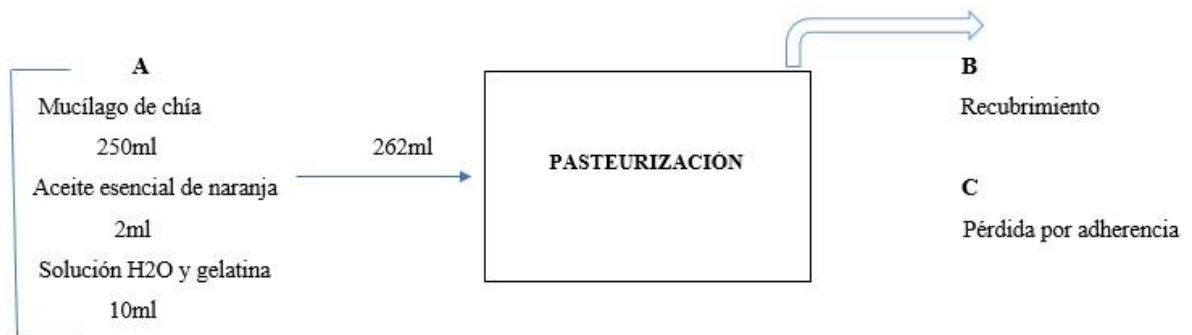 A
Mucílago de chía
250ml
Aceite esencial de naranja
2ml
Solución H2O y gelatina
10ml
262ml
PASTEURIZACIÓN
B
Recubrimiento
C
Pérdida por adherencia